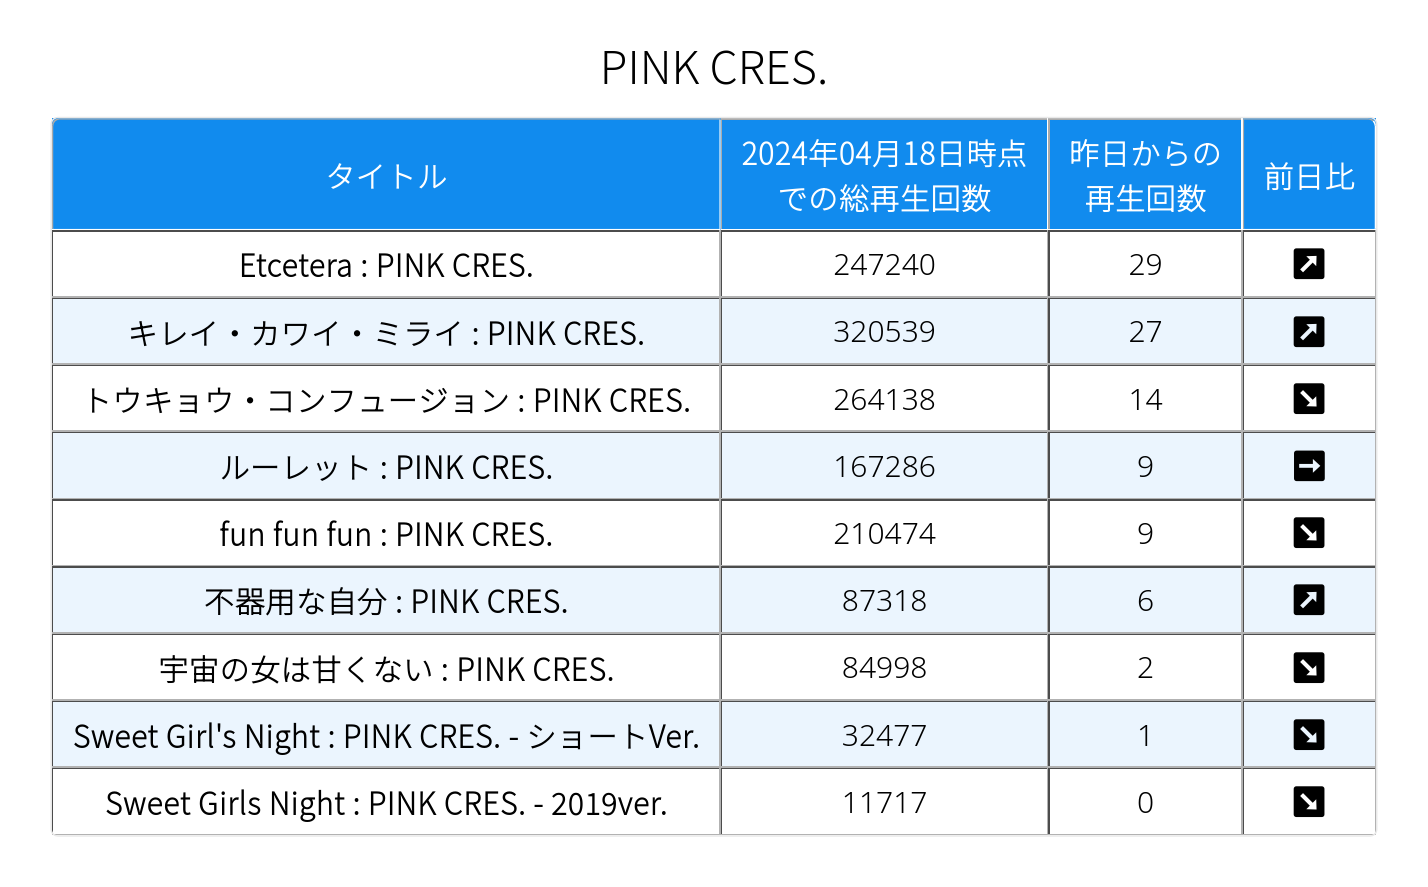 PINK CRES.
タイトル 2024年04月18日時点 昨日からの 前日比
での総再生回数 再生回数
Etcetera : PINK CRES. 247240 29 ↗
キレイ・カワイ・ミライ : PINK CRES. 320539 27 ↗
トウキョウ・コンフュージョン : PINK CRES. 264138 14 ↘
ルーレット : PINK CRES. 167286 9 →
fun fun fun : PINK CRES. 210474 9 ↘
不器用な自分 : PINK CRES. 87318 6 ↗
宇宙の女は甘くない : PINK CRES. 84998 2 ↘
Sweet Girl's Night : PINK CRES. - ショートVer. 32477 1 ↘
Sweet Girls Night : PINK CRES. - 2019ver. 11717 0 ↘